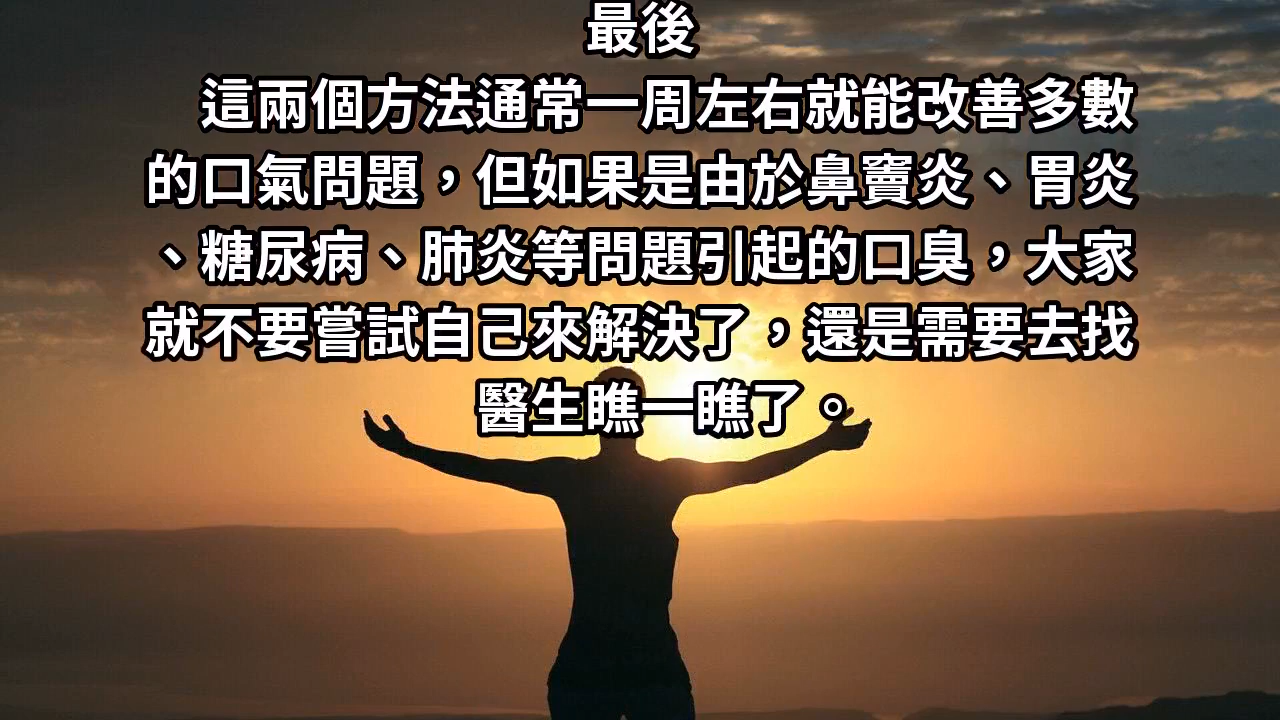 最後
這兩個方法通常一周左右就能改善多數
的口氣問題，但如果是由於鼻竇炎、胃炎
、糖尿病、肺炎等問題引起的口臭，大家
就不要嘗試自己來解決了，還是需要去找
醫生瞧一瞧了。